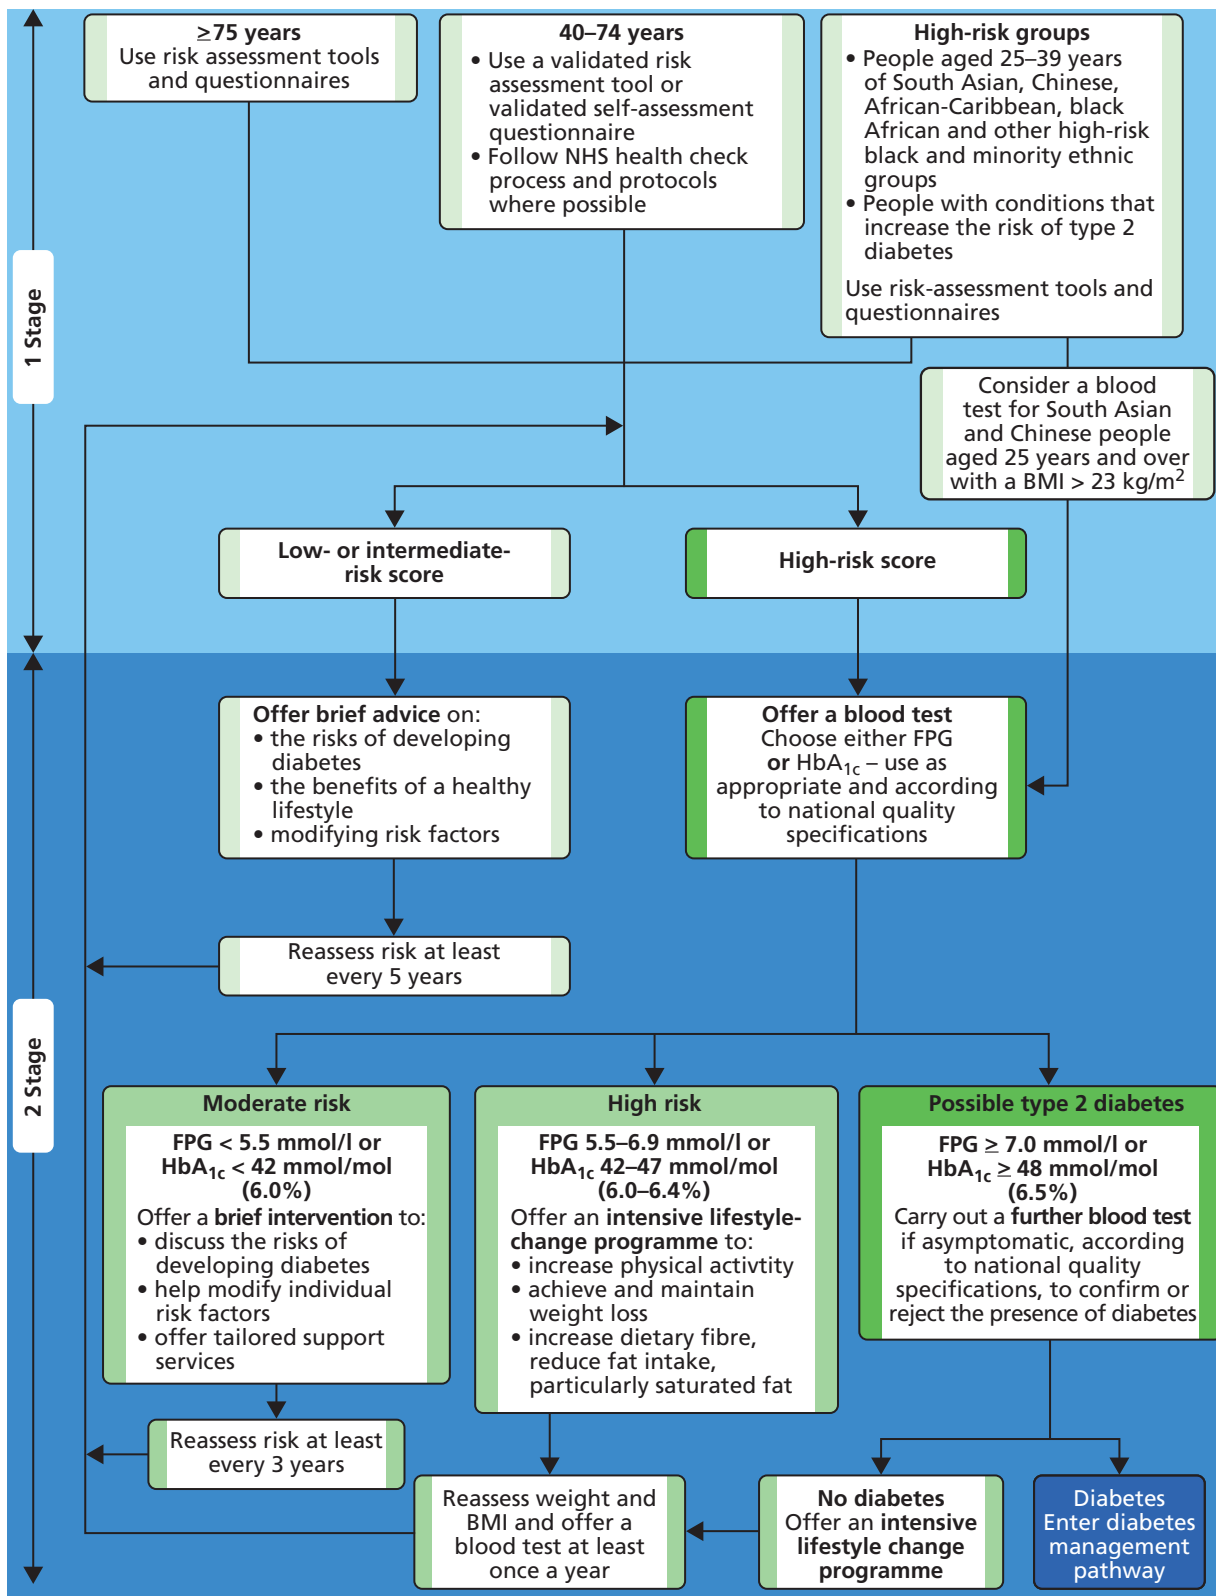 ≥75 years
Use risk assessment tools
and questionnaires
40–74 years
• Use a validated risk
assessment tool or
validated self-assessment
questionnaire
• Follow NHS health check
process and protocols
where possible
High-risk groups
• People aged 25–39 years
of South Asian, Chinese,
African-Caribbean, black
African and other high-risk
black and minority ethnic
groups
• People with conditions that
increase the risk of type 2
diabetes
Use risk-assessment tools and
questionnaires
1 Stage
Consider a blood
test for South Asian
and Chinese people
aged 25 years and over
with a BMI > 23 kg/m²
Low- or intermediate-
risk score
High-risk score
Offer brief advice on:
• the risks of developing
diabetes
• the benefits of a healthy
lifestyle
• modifying risk factors
Offer a blood test
Choose either FPG
or HbA1c – use as
appropriate and according
to national quality
specifications
Reassess risk at least
every 5 years
2 Stage
Moderate risk
FPG < 5.5 mmol/l or
HbA1c < 42 mmol/mol
(6.0%)
Offer a brief intervention to:
• discuss the risks of
developing diabetes
• help modify individual
risk factors
• offer tailored support
services
High risk
FPG 5.5–6.9 mmol/l or
HbA1c 42–47 mmol/mol
(6.0–6.4%)
Offer an intensive lifestyle-
change programme to:
• increase physical activtity
• achieve and maintain
weight loss
• increase dietary fibre,
reduce fat intake,
particularly saturated fat
Possible type 2 diabetes
FPG ≥ 7.0 mmol/l or
HbA1c ≥ 48 mmol/mol
(6.5%)
Carry out a further blood test
if asymptomatic, according
to national quality
specifications, to confirm or
reject the presence of diabetes
Reassess risk at least
every 3 years
Reassess weight and
BMI and offer a
blood test at least
once a year
No diabetes
Offer an intensive
lifestyle change
programme
Diabetes
Enter diabetes
management
pathway